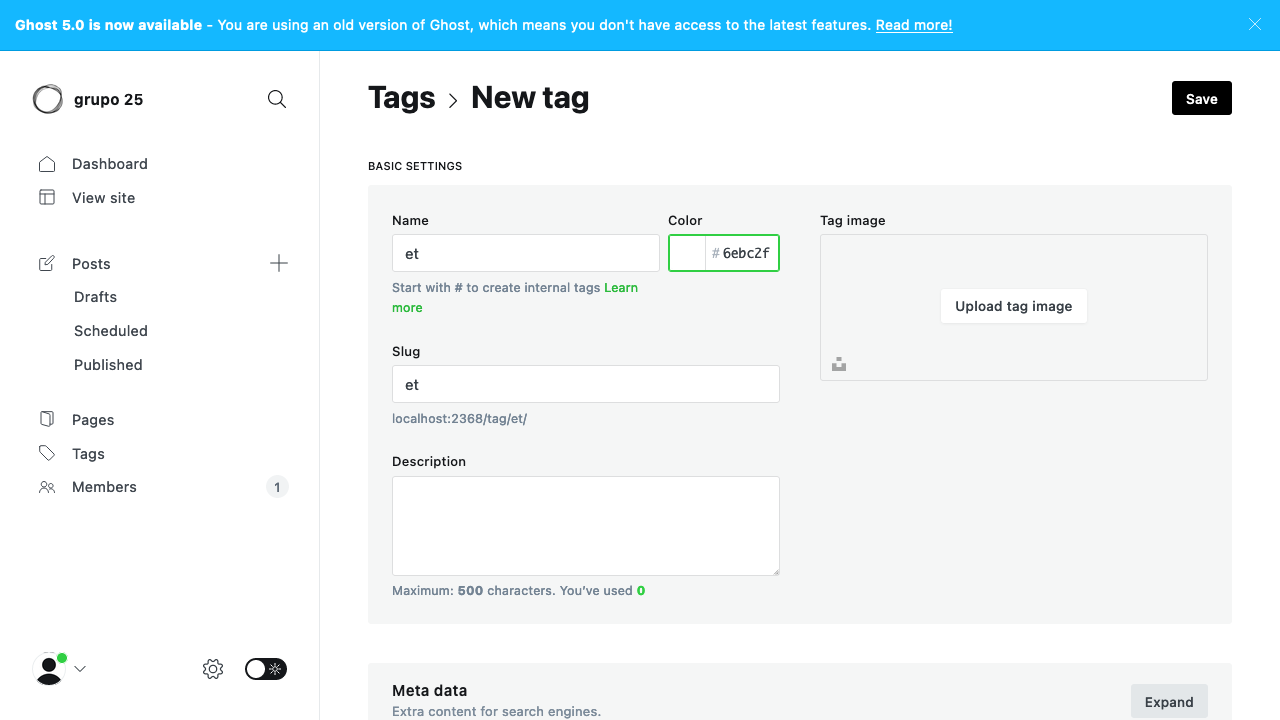 Ghost 5.0 is now available - You are using an old version of Ghost, which means you don't have access to the latest features. Read more!
grupo 25
Tags > New tag
Save
Dashboard
View site
BASIC SETTINGS
Name
Color
Tag image
et
# 6ebc2f
Posts
Start with # to create internal tags Learn
more
Drafts
Upload tag image
Scheduled
Slug
Published
et
localhost:2368/tag/et/
Pages
Tags
Description
Members
1
Maximum: 500 characters. You've used 0
Meta data
Extra content for search engines.
Expand